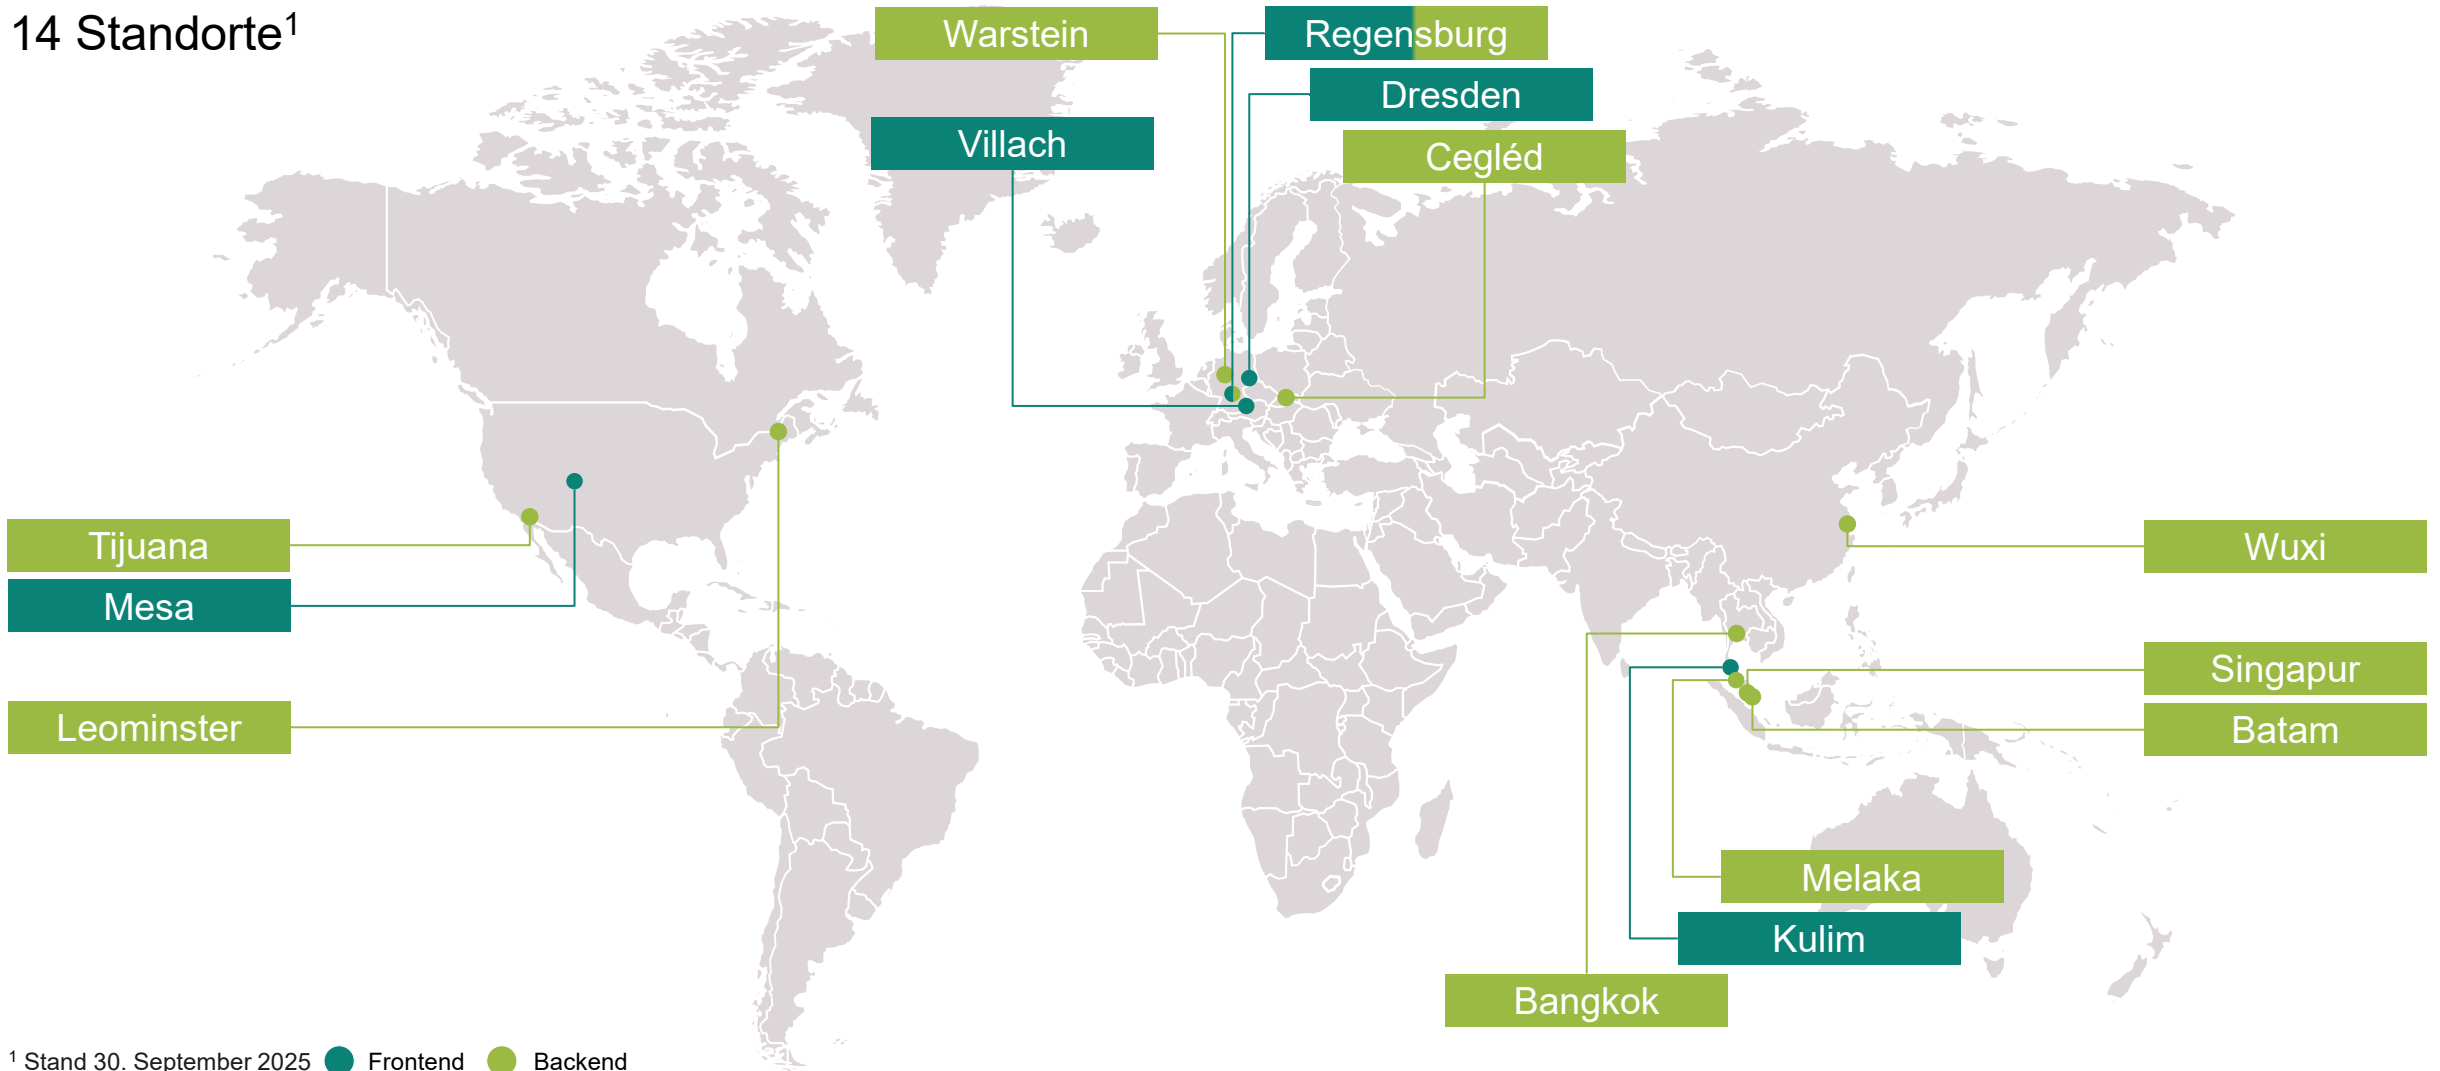 14 Standorte¹
Warstein
Regensburg
Dresden
Villach
Cegléd
Tijuana
Mesa
Leominster
Wuxi
Singapur
Batam
Melaka
Kulim
Bangkok
¹ Stand 30. September 2025 Frontend Backend